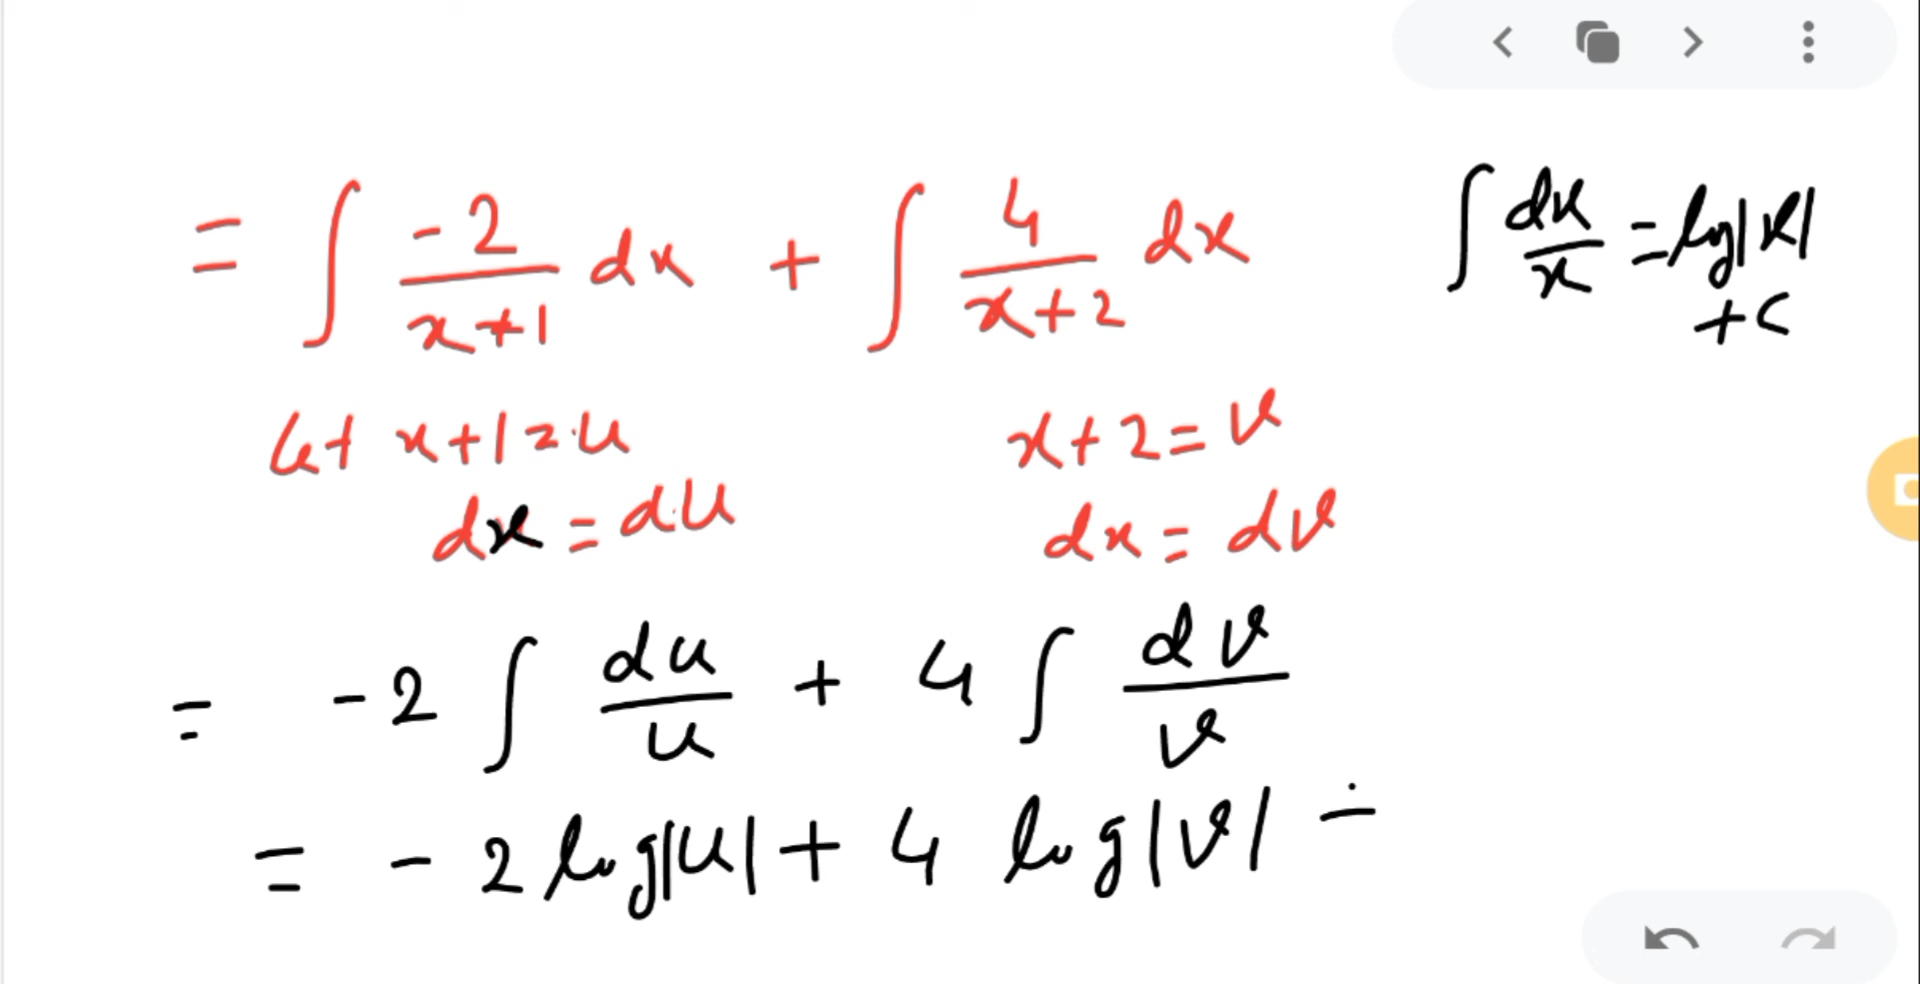 = ∫ -2/(x+1) dx + ∫ 4/(x+2) dx
∫ dx/x = log|x|
+c
let x+1=u
x+2=v
dx = du
dx = dv
= -2 ∫ du/u + 4 ∫ dv/v
= -2 log|u| + 4 log|v|